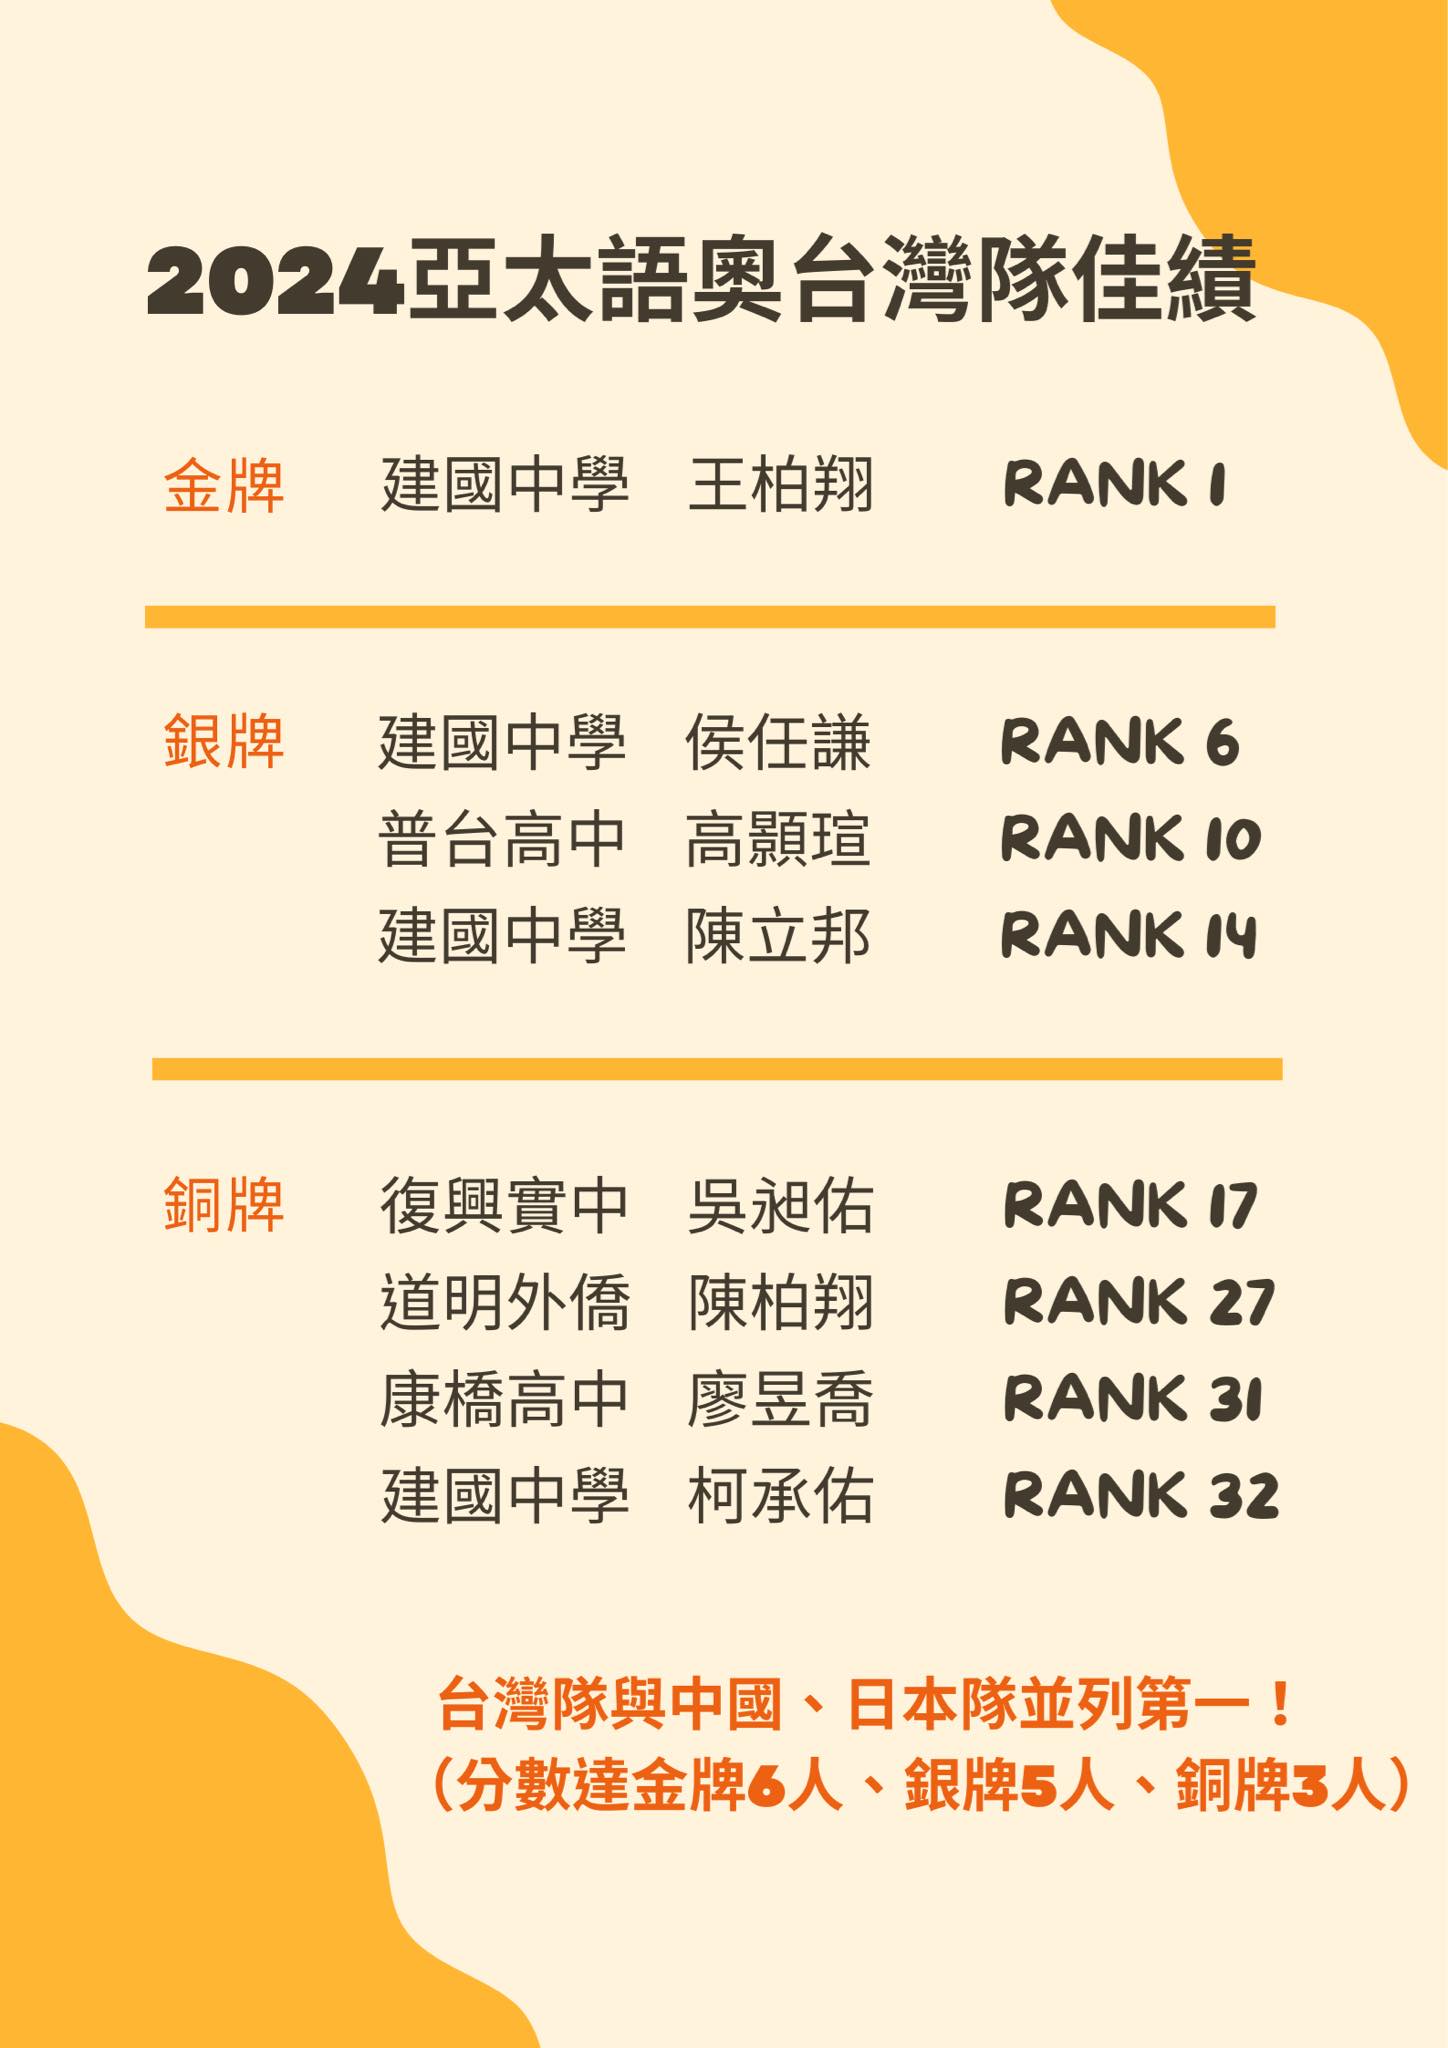 2024亞太語奧台灣隊佳績
金牌 建國中學 王柏翔 RANK 1
銀牌 建國中學 侯任謙 RANK 6
普台高中 高顥瑄 RANK 10
建國中學 陳立邦 RANK 14
銅牌 復興實中 吳昶佑 RANK 17
道明外僑 陳柏翔 RANK 27
康橋高中 廖昱喬 RANK 31
建國中學 柯承佑 RANK 32
台灣隊與中國、日本隊並列第一！
（分數達金牌6人、銀牌5人、銅牌3人）